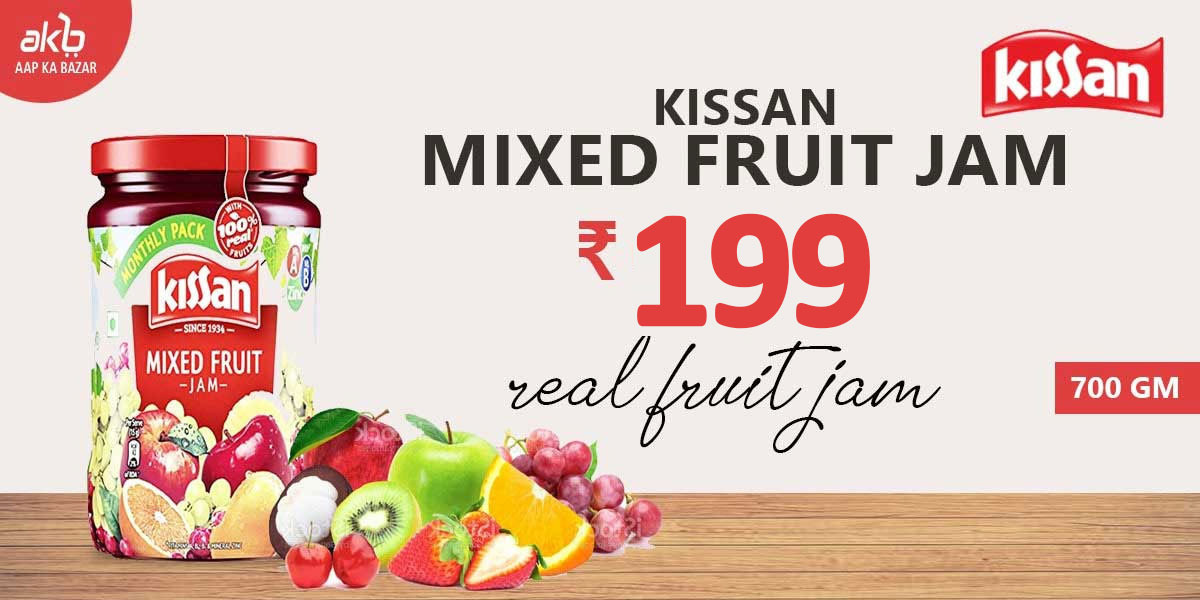 akb
AAP KA BAZAR
Kissan
KISSAN
MIXED FRUIT JAM
₹199
real fruit jam
700 GM
MONTHLY PACK
WITH
100%
real
FRUITS
A
B
Kissan
SINCE 1934
MIXED FRUIT
-JAM-
iStock